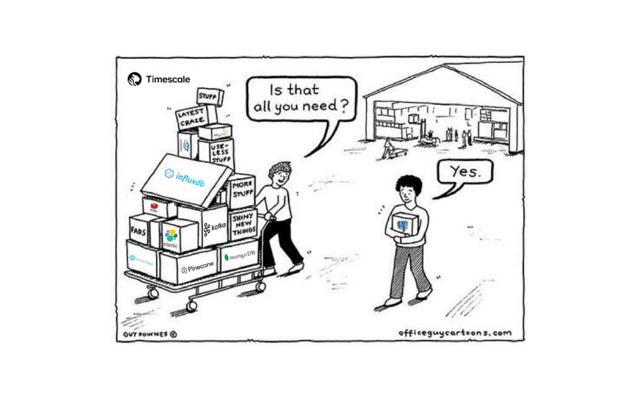 Timescale
STUFF
LATEST
CRAZE
USE-
LESS
STUFF
Is that
all you need?
Yes.
influxdb
MORE
STUFF
FADS
elastic
kafka
SHINY
NEW
THINGS
Pinecone
mongoDB
GUY DOWNES ©
officeguycartoons.com